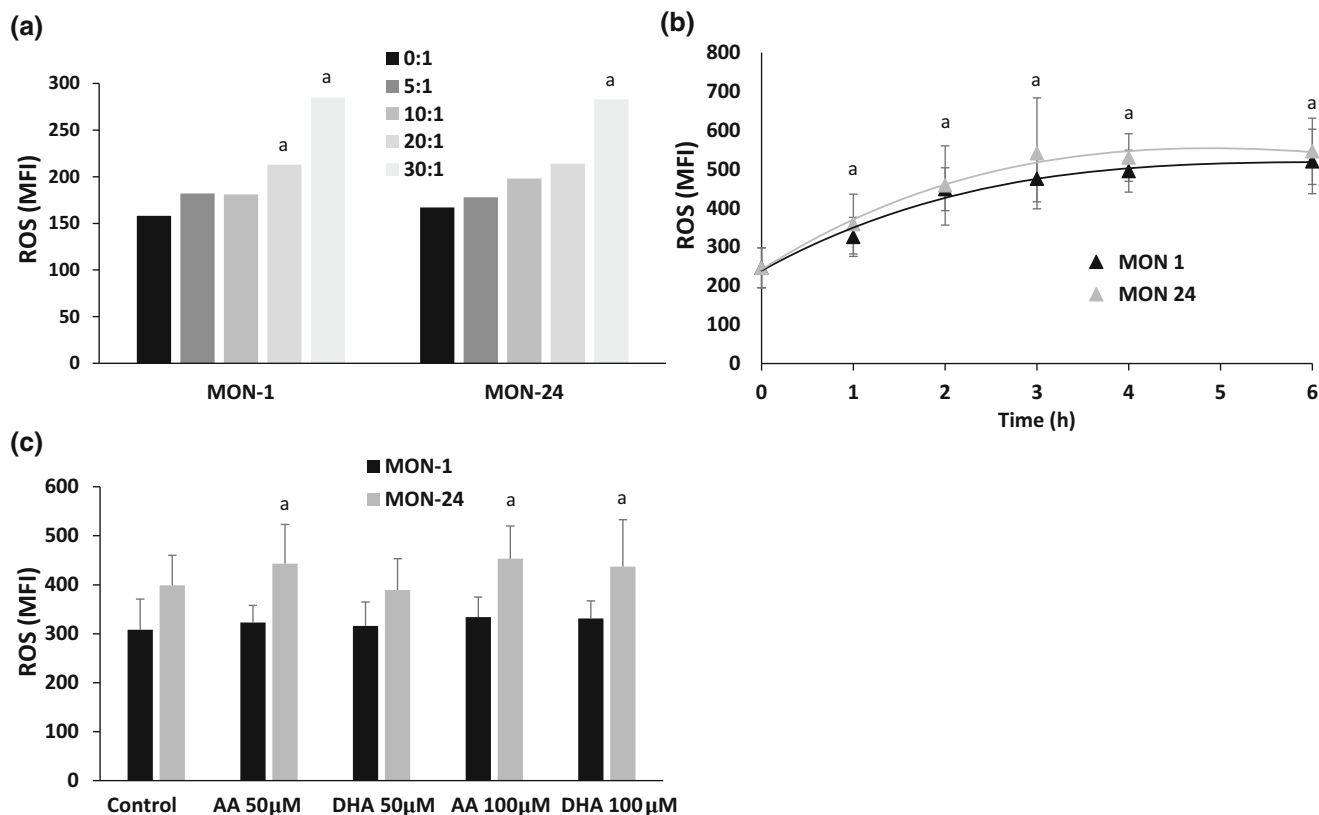 (a)
0:1
5:1
10:1
20:1
30:1
300
250
200
150
100
50
0
ROS (MFI)
a
a
a
MON-1
MON-24
(b)
800
700
600
500
400
300
200
100
0
ROS (MFI)
a
a
a
a
a
MON 1
MON 24
0
1
2
3
4
5
6
Time (h)
(c)
MON-1
MON-24
600
500
400
300
200
100
0
ROS (MFI)
a
a
a
Control
AA 50μM
DHA 50μM
AA 100μM
DHA 100 μM